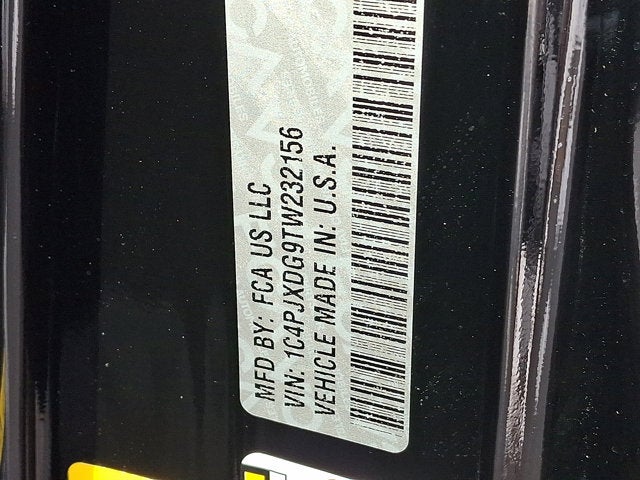 MFD BY: FCA US LLC
VIN: 1C4PJXDG9TW232156
VEHICLE MADE IN: U.S.A.